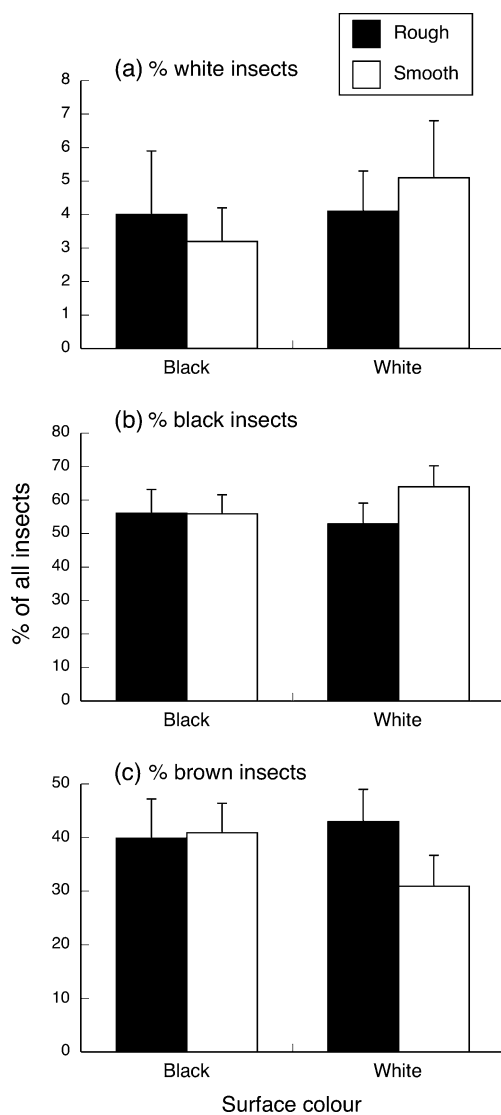 Rough
Smooth
(a) % white insects
8
7
6
5
4
3
2
1
0
Black White
(b) % black insects
80
70
60
50
40
30
20
10
0
Black White
% of all insects
(c) % brown insects
50
40
30
20
10
0
Black White
Surface colour